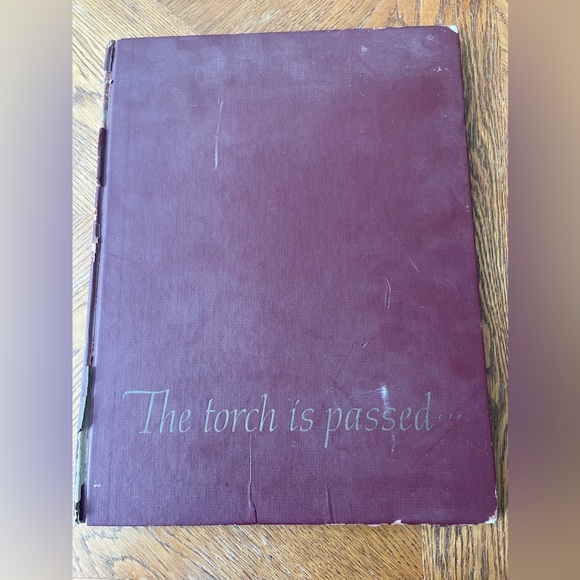 The torch is passed...